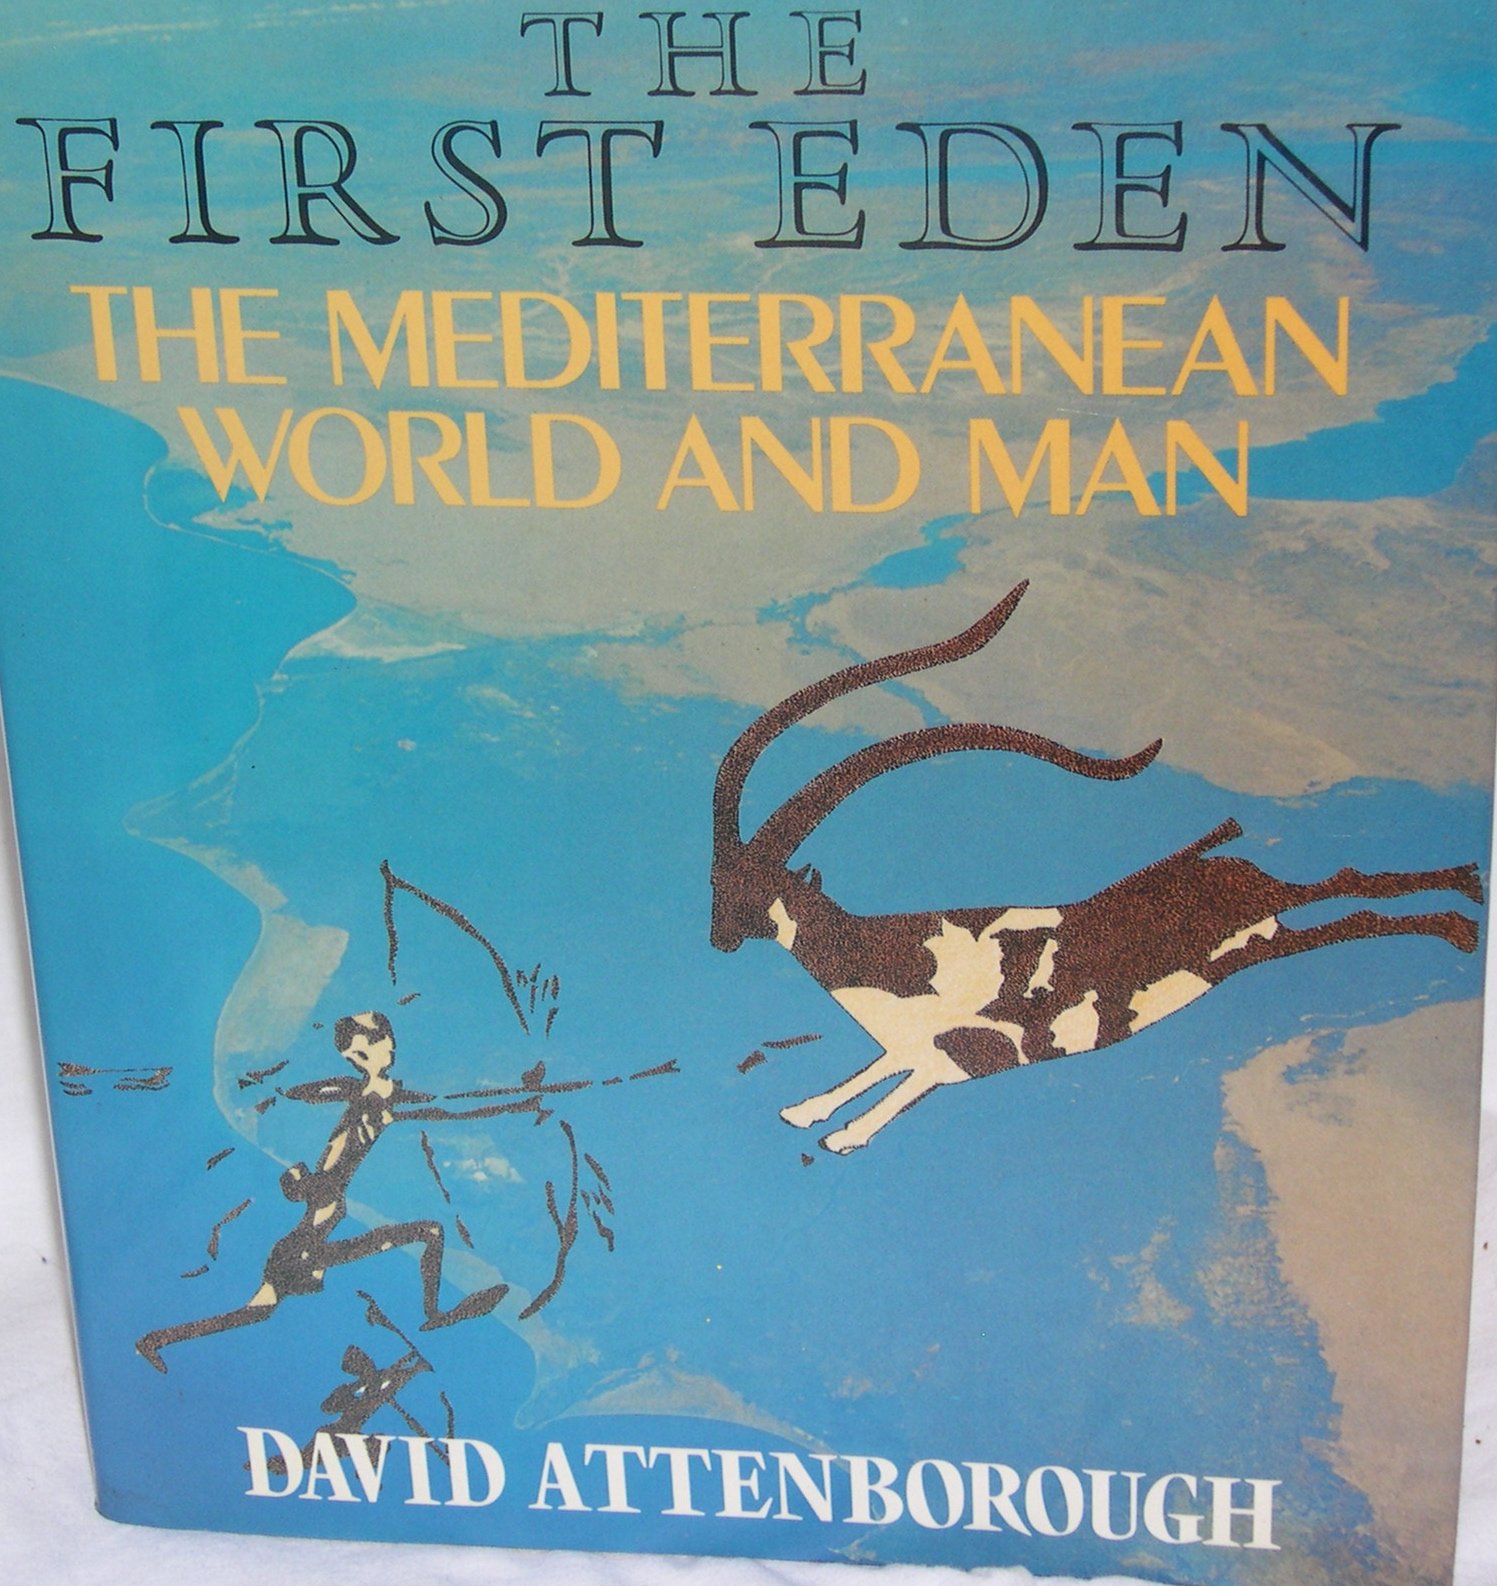 THE
FIRST EDEN
THE MEDITERRANEAN
WORLD AND MAN
DAVID ATTENBOROUGH